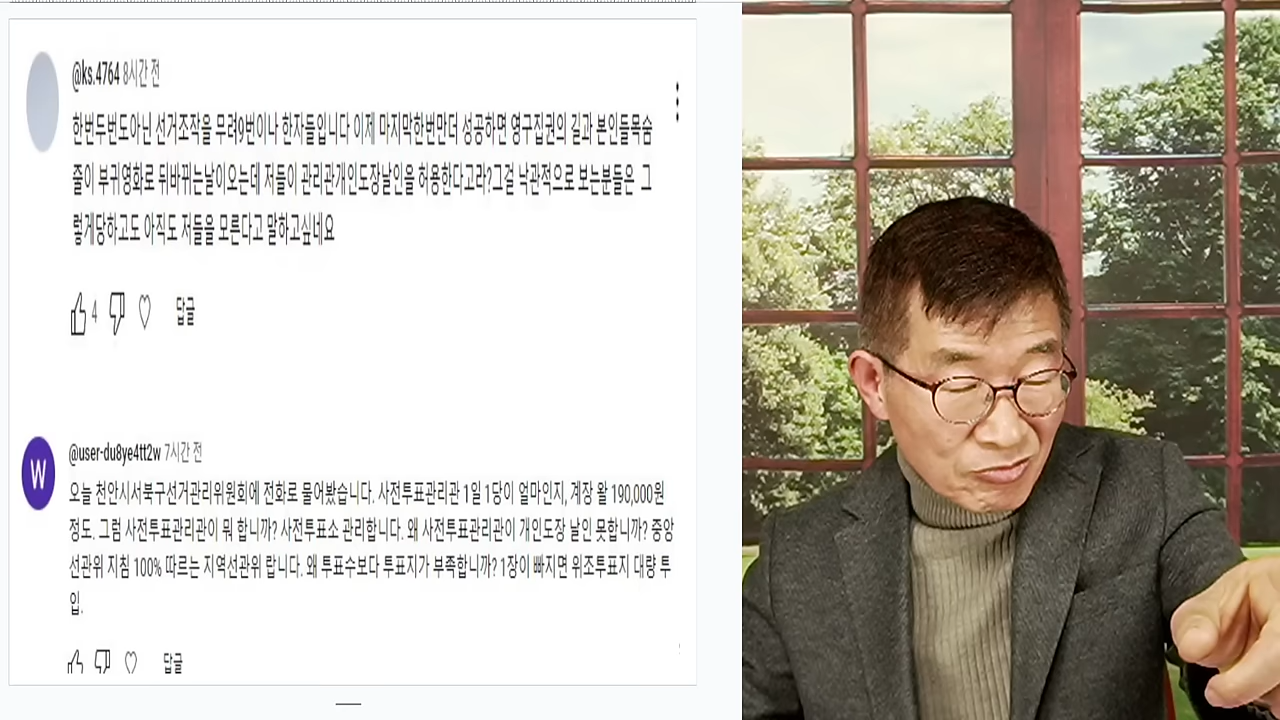 @ks.4764 8시간 전
한번두번도아닌 선거조작을 무려9번이나 한자들입니다 이제 마지막한번만더 성공하면 영구집권의 길과 본인들목숨
줄이 부귀영화로 뒤바뀌는날이오는데 저들이 관리관개인도장날인을 허용한다고라?그걸 낙관적으로 보는분들은 그
렇게당하고도 아직도 저들을 모른다고 말하고싶네요
4 답글
W
@user-du8ye4tt2w 7시간 전
오늘 천안시서북구선거관리위원회에 전화로 물어봤습니다. 사전투표관리관 1일 1당이 얼마인지, 계장 왈 190,000원
정도. 그럼 사전투표관리관이 뭐 합니까? 사전투표소 관리합니다. 왜 사전투표관리관이 개인도장 날인 못합니까? 중앙
선관위 지침 100% 따르는 지역선관위 랍니다. 왜 투표수보다 투표지가 부족합니까? 1장이 빠지면 위조투표지 대량 투
입.
답글